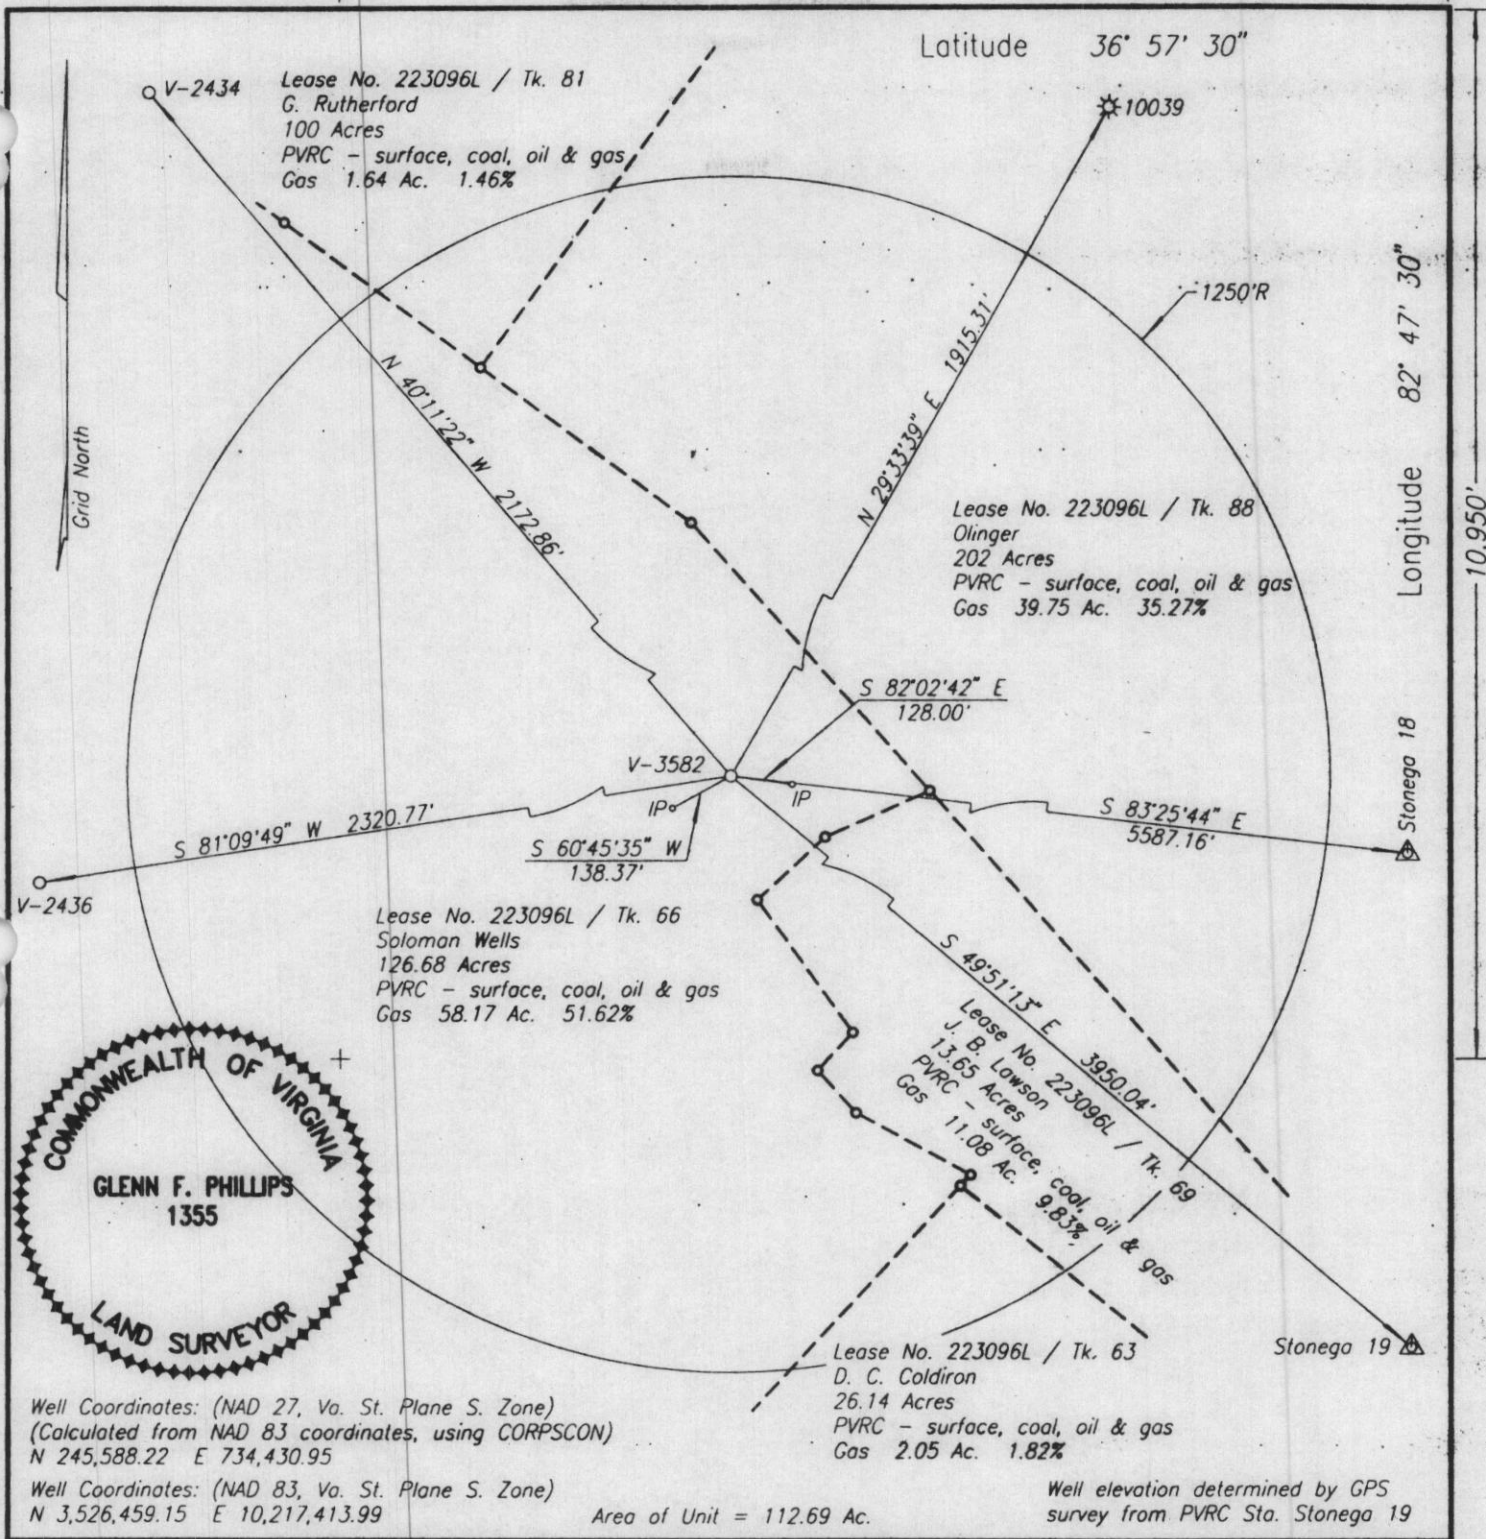 Latitude 36° 57' 30"
Longitude 82° 47' 30"
10,950'
V-2434
Lease No. 223096L / Tk. 81
G. Rutherford
100 Acres
PVRC - surface, coal, oil & gas
Gas 1.64 Ac. 1.46%
10039
1250'R
Grid North
N 40°11'22" W 2172.86'
N 29°33'39" E 1915.31'
Lease No. 223096L / Tk. 88
Olinger
202 Acres
PVRC - surface, coal, oil & gas
Gas 39.75 Ac. 35.27%
S 82°02'42" E
128.00'
V-3582
IP
IP
S 81°09'49" W 2320.77'
S 60°45'35" W
138.37'
S 83°25'44" E
5587.16'
Stonega 18
V-2436
Lease No. 223096L / Tk. 66
Soloman Wells
126.68 Acres
PVRC - surface, coal, oil & gas
Gas 58.17 Ac. 51.62%
S 49°51'13" E 3950.04'
Lease No. 223096L / Tk. 69
J. B. Lawson
13.65 Acres
PVRC - surface, coal, oil & gas
Gas 11.08 Ac. 9.83%
COMMONWEALTH OF VIRGINIA
GLENN F. PHILLIPS
1355
LAND SURVEYOR
Stonega 19
Lease No. 223096L / Tk. 63
D. C. Coldiron
26.14 Acres
PVRC - surface, coal, oil & gas
Gas 2.05 Ac. 1.82%
Well Coordinates: (NAD 27, Va. St. Plane S. Zone)
(Calculated from NAD 83 coordinates, using CORPSCON)
N 245,588.22 E 734,430.95
Well Coordinates: (NAD 83, Va. St. Plane S. Zone)
N 3,526,459.15 E 10,217,413.99
Area of Unit = 112.69 Ac.
Well elevation determined by GPS
survey from PVRC Sta. Stonega 19